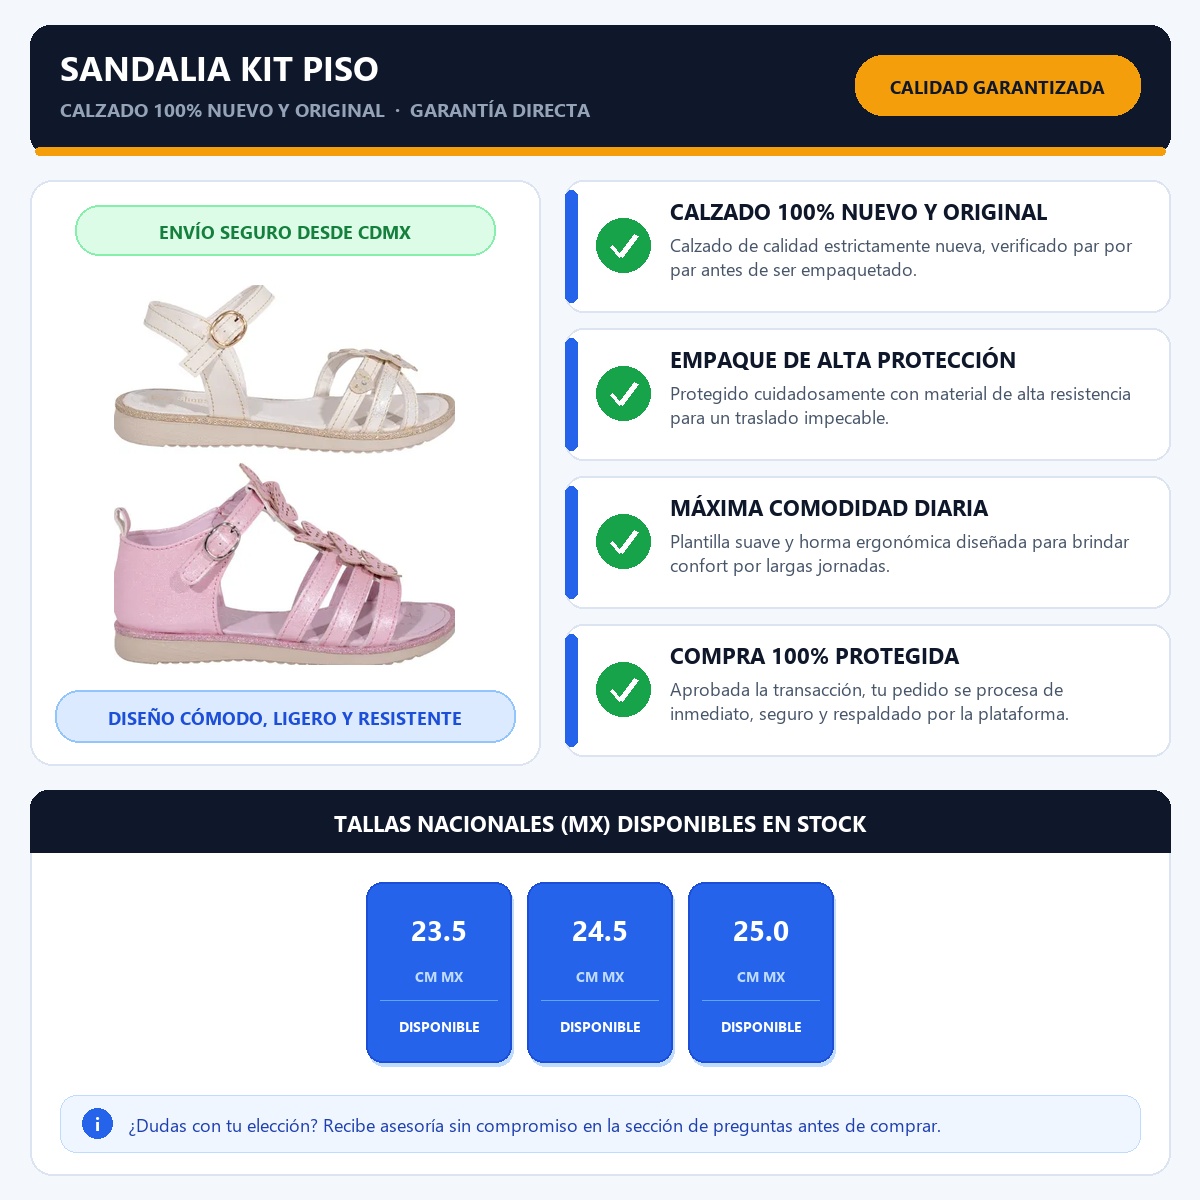 SANDALIA KIT PISO
CALZADO 100% NUEVO Y ORIGINAL · GARANTÍA DIRECTA
CALIDAD GARANTIZADA
ENVÍO SEGURO DESDE CDMX
DISEÑO CÓMODO, LIGERO Y RESISTENTE
CALZADO 100% NUEVO Y ORIGINAL
Calzado de calidad estrictamente nueva, verificado par por
par antes de ser empaquetado.
EMPAQUE DE ALTA PROTECCIÓN
Protegido cuidadosamente con material de alta resistencia
para un traslado impecable.
MÁXIMA COMODIDAD DIARIA
Plantilla suave y horma ergonómica diseñada para brindar
confort por largas jornadas.
COMPRA 100% PROTEGIDA
Aprobada la transacción, tu pedido se procesa de
inmediato, seguro y respaldado por la plataforma.
TALLAS NACIONALES (MX) DISPONIBLES EN STOCK
23.5
CM MX
DISPONIBLE
24.5
CM MX
DISPONIBLE
25.0
CM MX
DISPONIBLE
¿Dudas con tu elección? Recibe asesoría sin compromiso en la sección de preguntas antes de comprar.